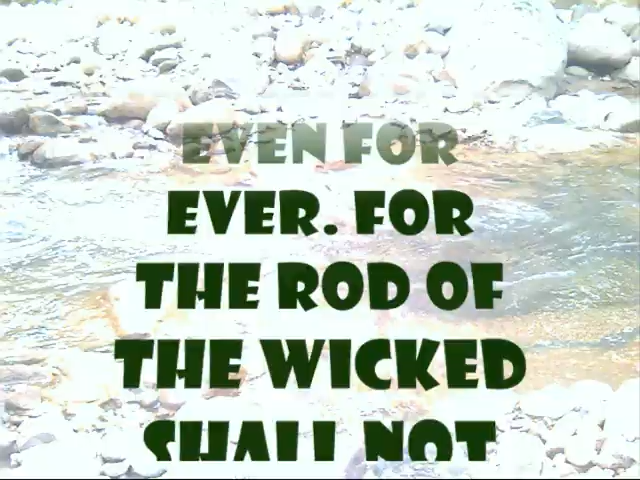 EVEN FOR
EVER. FOR
THE ROD OF
THE WICKED
SHALL NOT